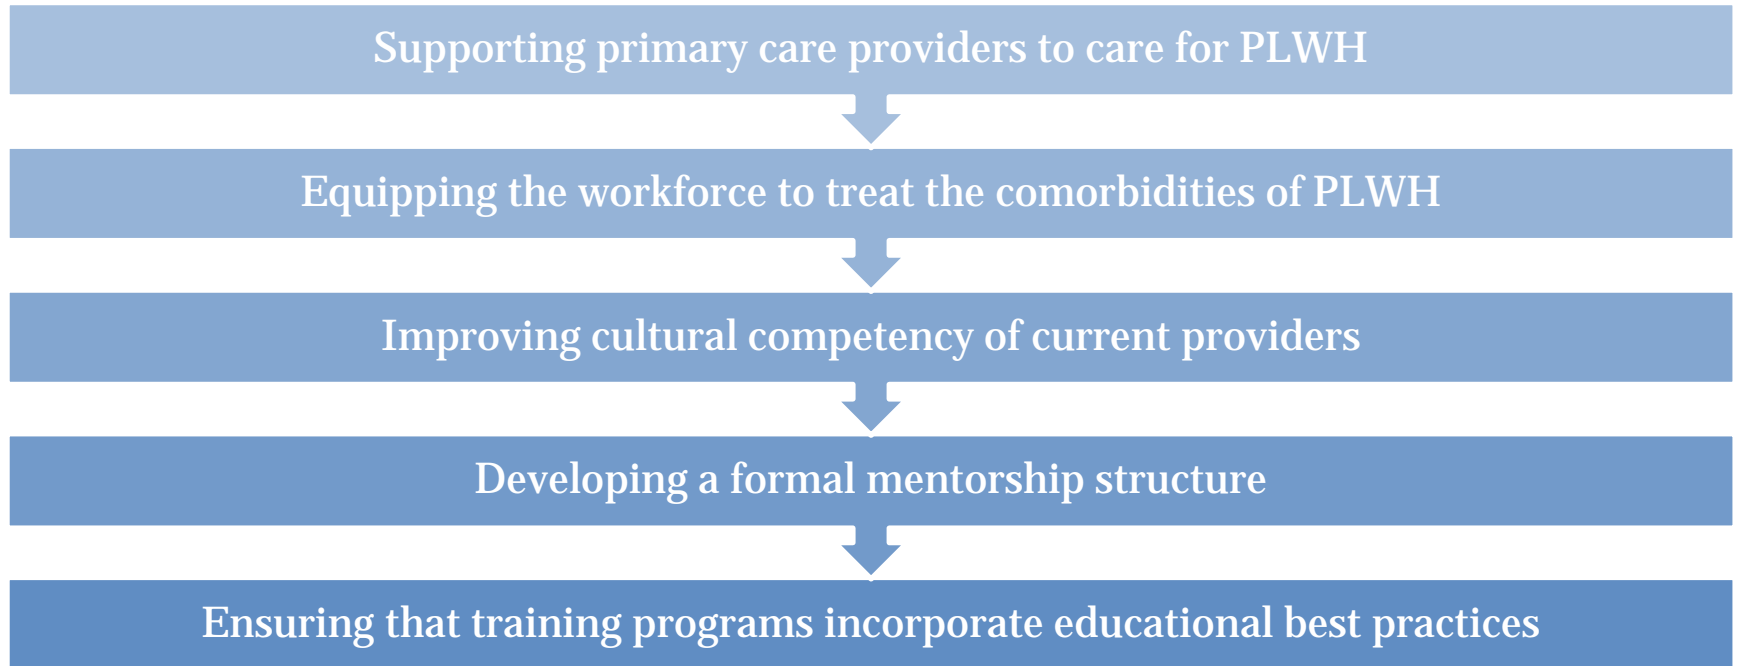 Supporting primary care providers to care for PLWH
Equipping the workforce to treat the comorbidities of PLWH
Improving cultural competency of current providers
Developing a formal mentorship structure
Ensuring that training programs incorporate educational best practices